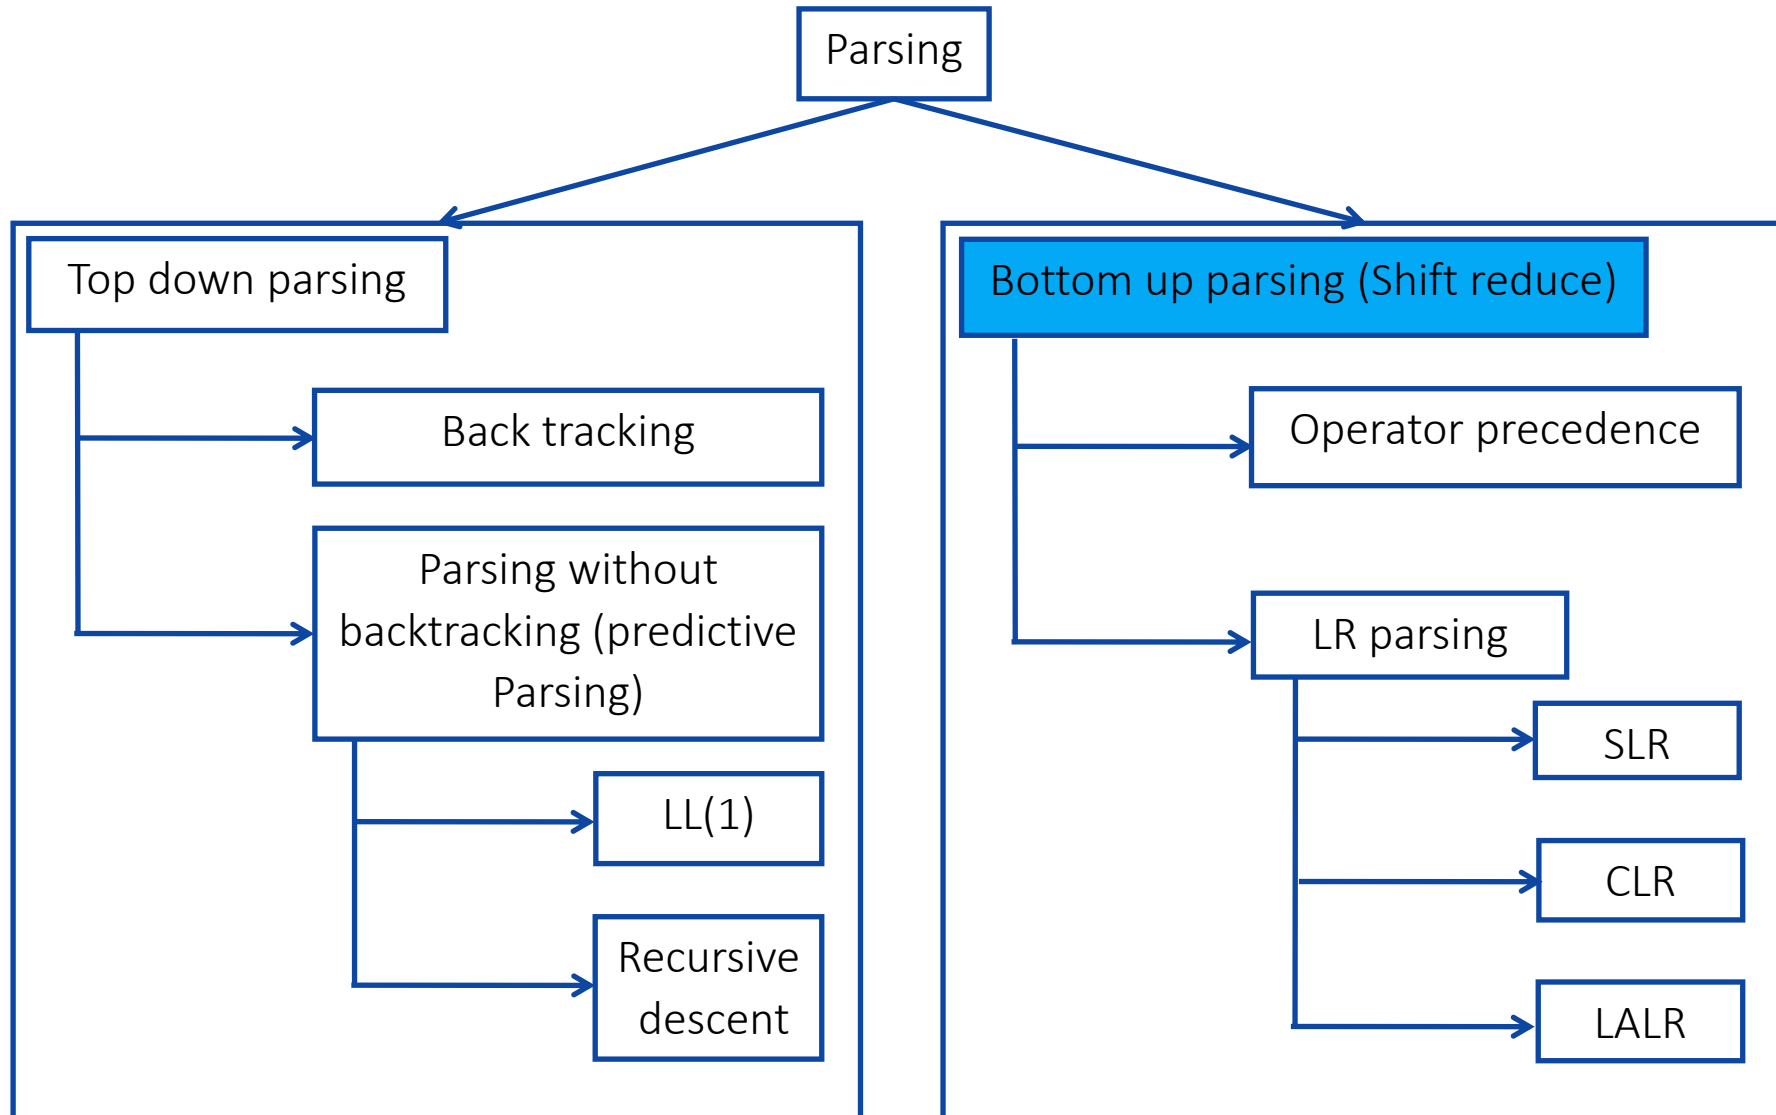 Parsing
Top down parsing
Back tracking
Parsing without
backtracking (predictive
Parsing)
LL(1)
Recursive
descent
Bottom up parsing (Shift reduce)
Operator precedence
LR parsing
SLR
CLR
LALR